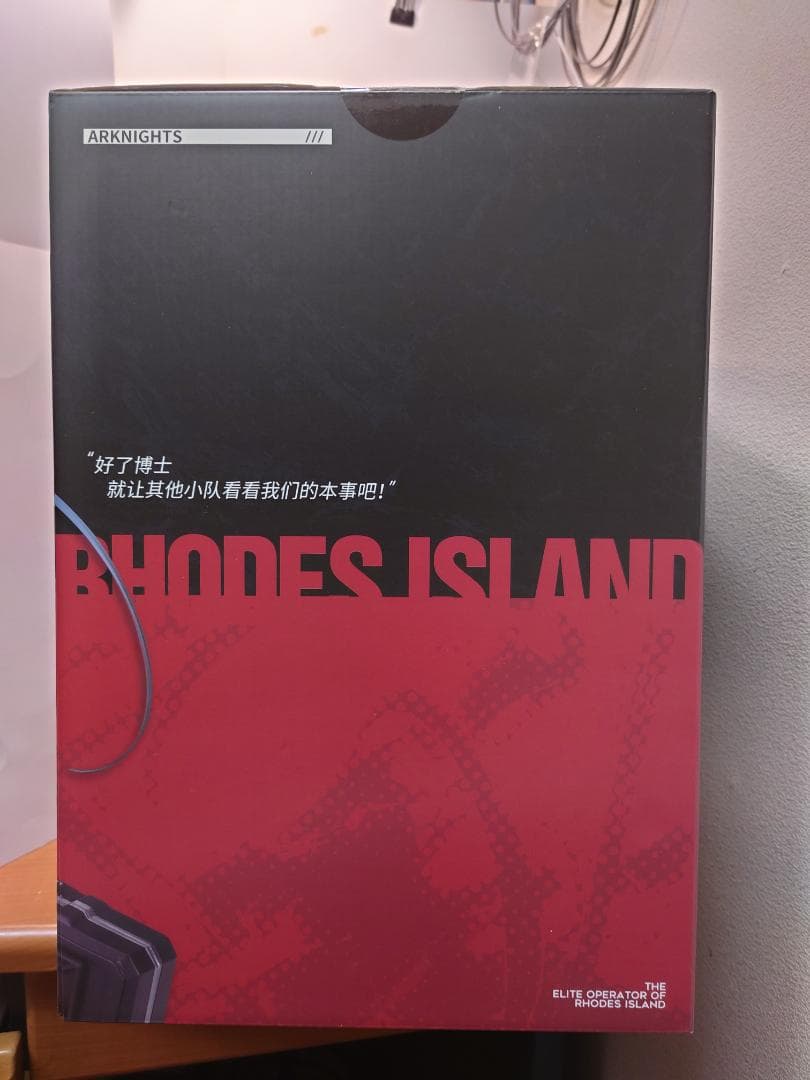 ARKNIGHTS ///
“好了博士
就让其他小队看看我们的本事吧!”
RHODES ISLAND
THE
ELITE OPERATOR OF
RHODES ISLAND